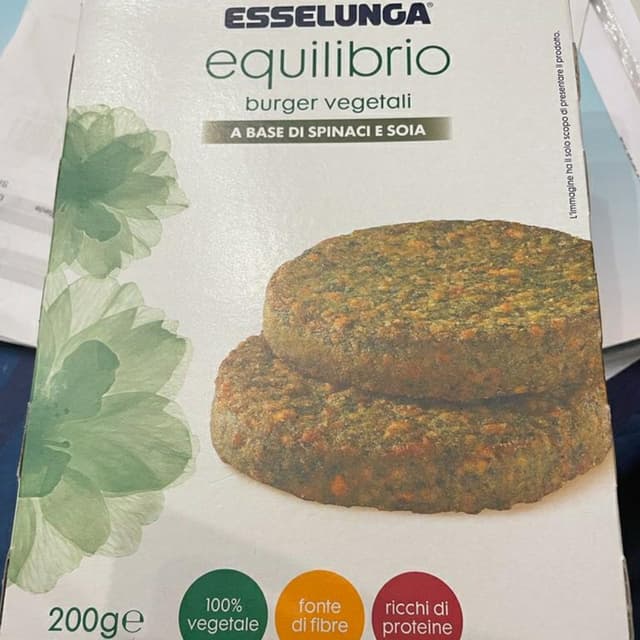 ESSELUNGA®
equilibrio
burger vegetali
A BASE DI SPINACI E SOIA
L'immagine ha il solo scopo di presentare il prodotto.
200g e
100%
vegetale
fonte
di fibre
ricchi di
proteine